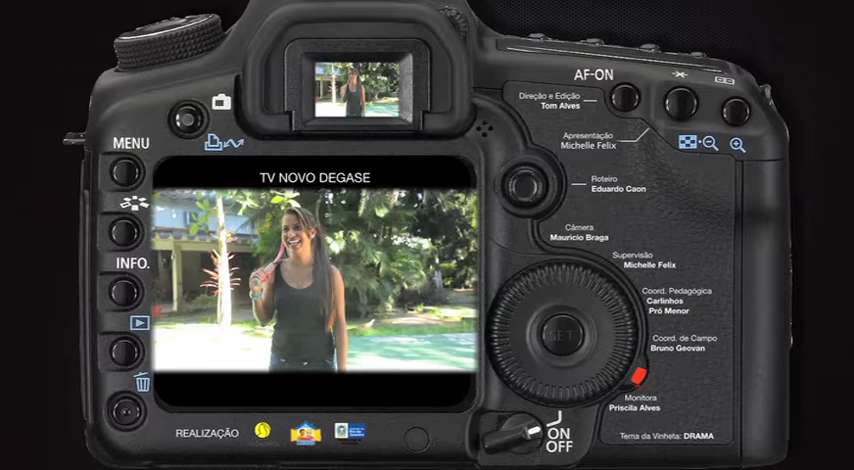 AF-ON
Direção e Edição
Tom Alves
MENU
Apresentação
Michelle Felix
TV NOVO DEGASE
Roteiro
Eduardo Caon
Câmera
Mauricio Braga
INFO.
Supervisão
Michelle Felix
Coord. Pedagógica
Carlinhos
Pró Menor
SET
Coord. de Campo
Bruno Geovan
Monitora
Priscila Alves
REALIZAÇÃO
ON
OFF
Tema da Vinheta: DRAMA